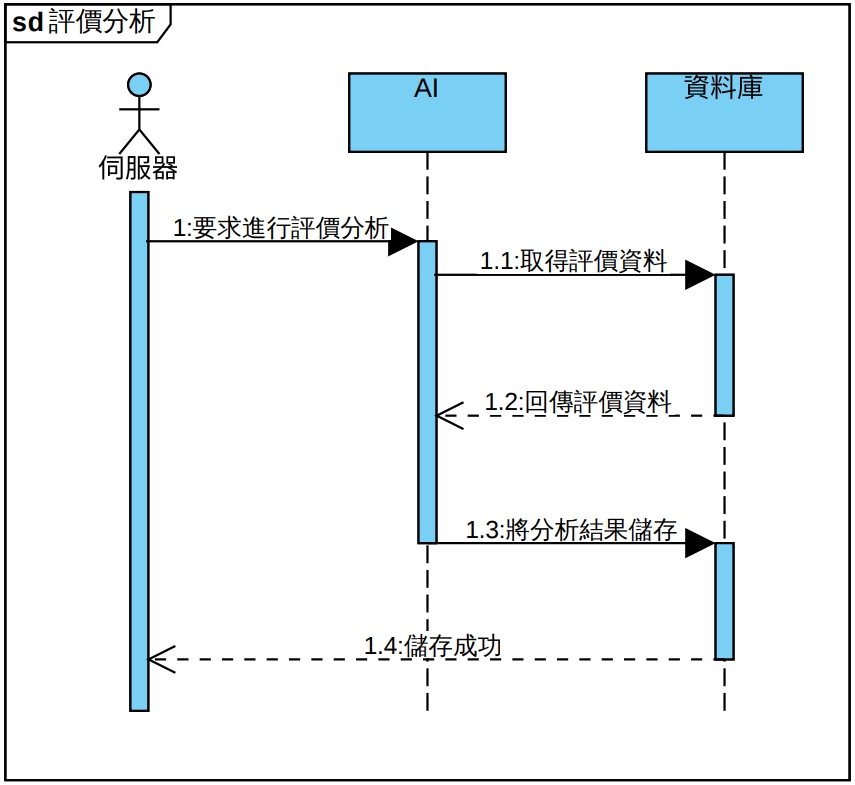 sd 評價分析
AI
資料庫
伺服器
1:要求進行評價分析
1.1:取得評價資料
1.2:回傳評價資料
1.3:將分析結果儲存
1.4:儲存成功